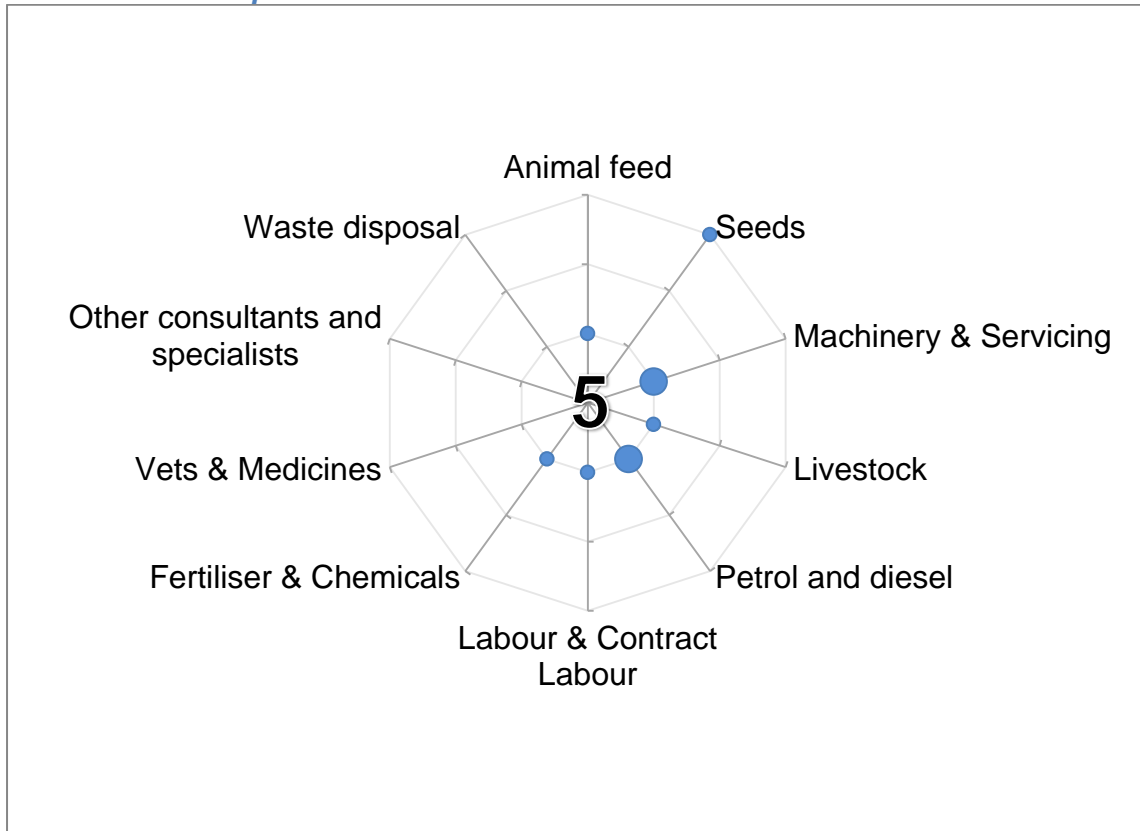 Animal feed
Waste disposal
Seeds
Other consultants and
specialists
Machinery & Servicing
5
Vets & Medicines
Livestock
Fertiliser & Chemicals
Petrol and diesel
Labour & Contract
Labour